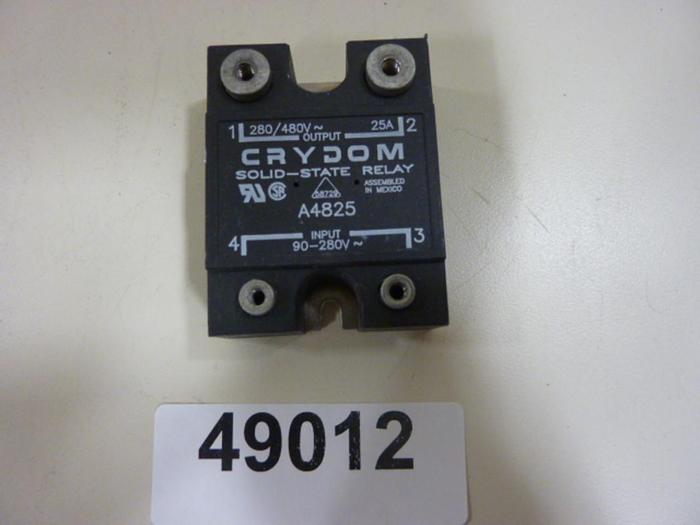 1 280/480V~ 25A 2
OUTPUT
CRYDOM
SOLID-STATE RELAY
ASSEMBLED
IN MEXICO
A4825
4 INPUT 3
90-280V~
49012